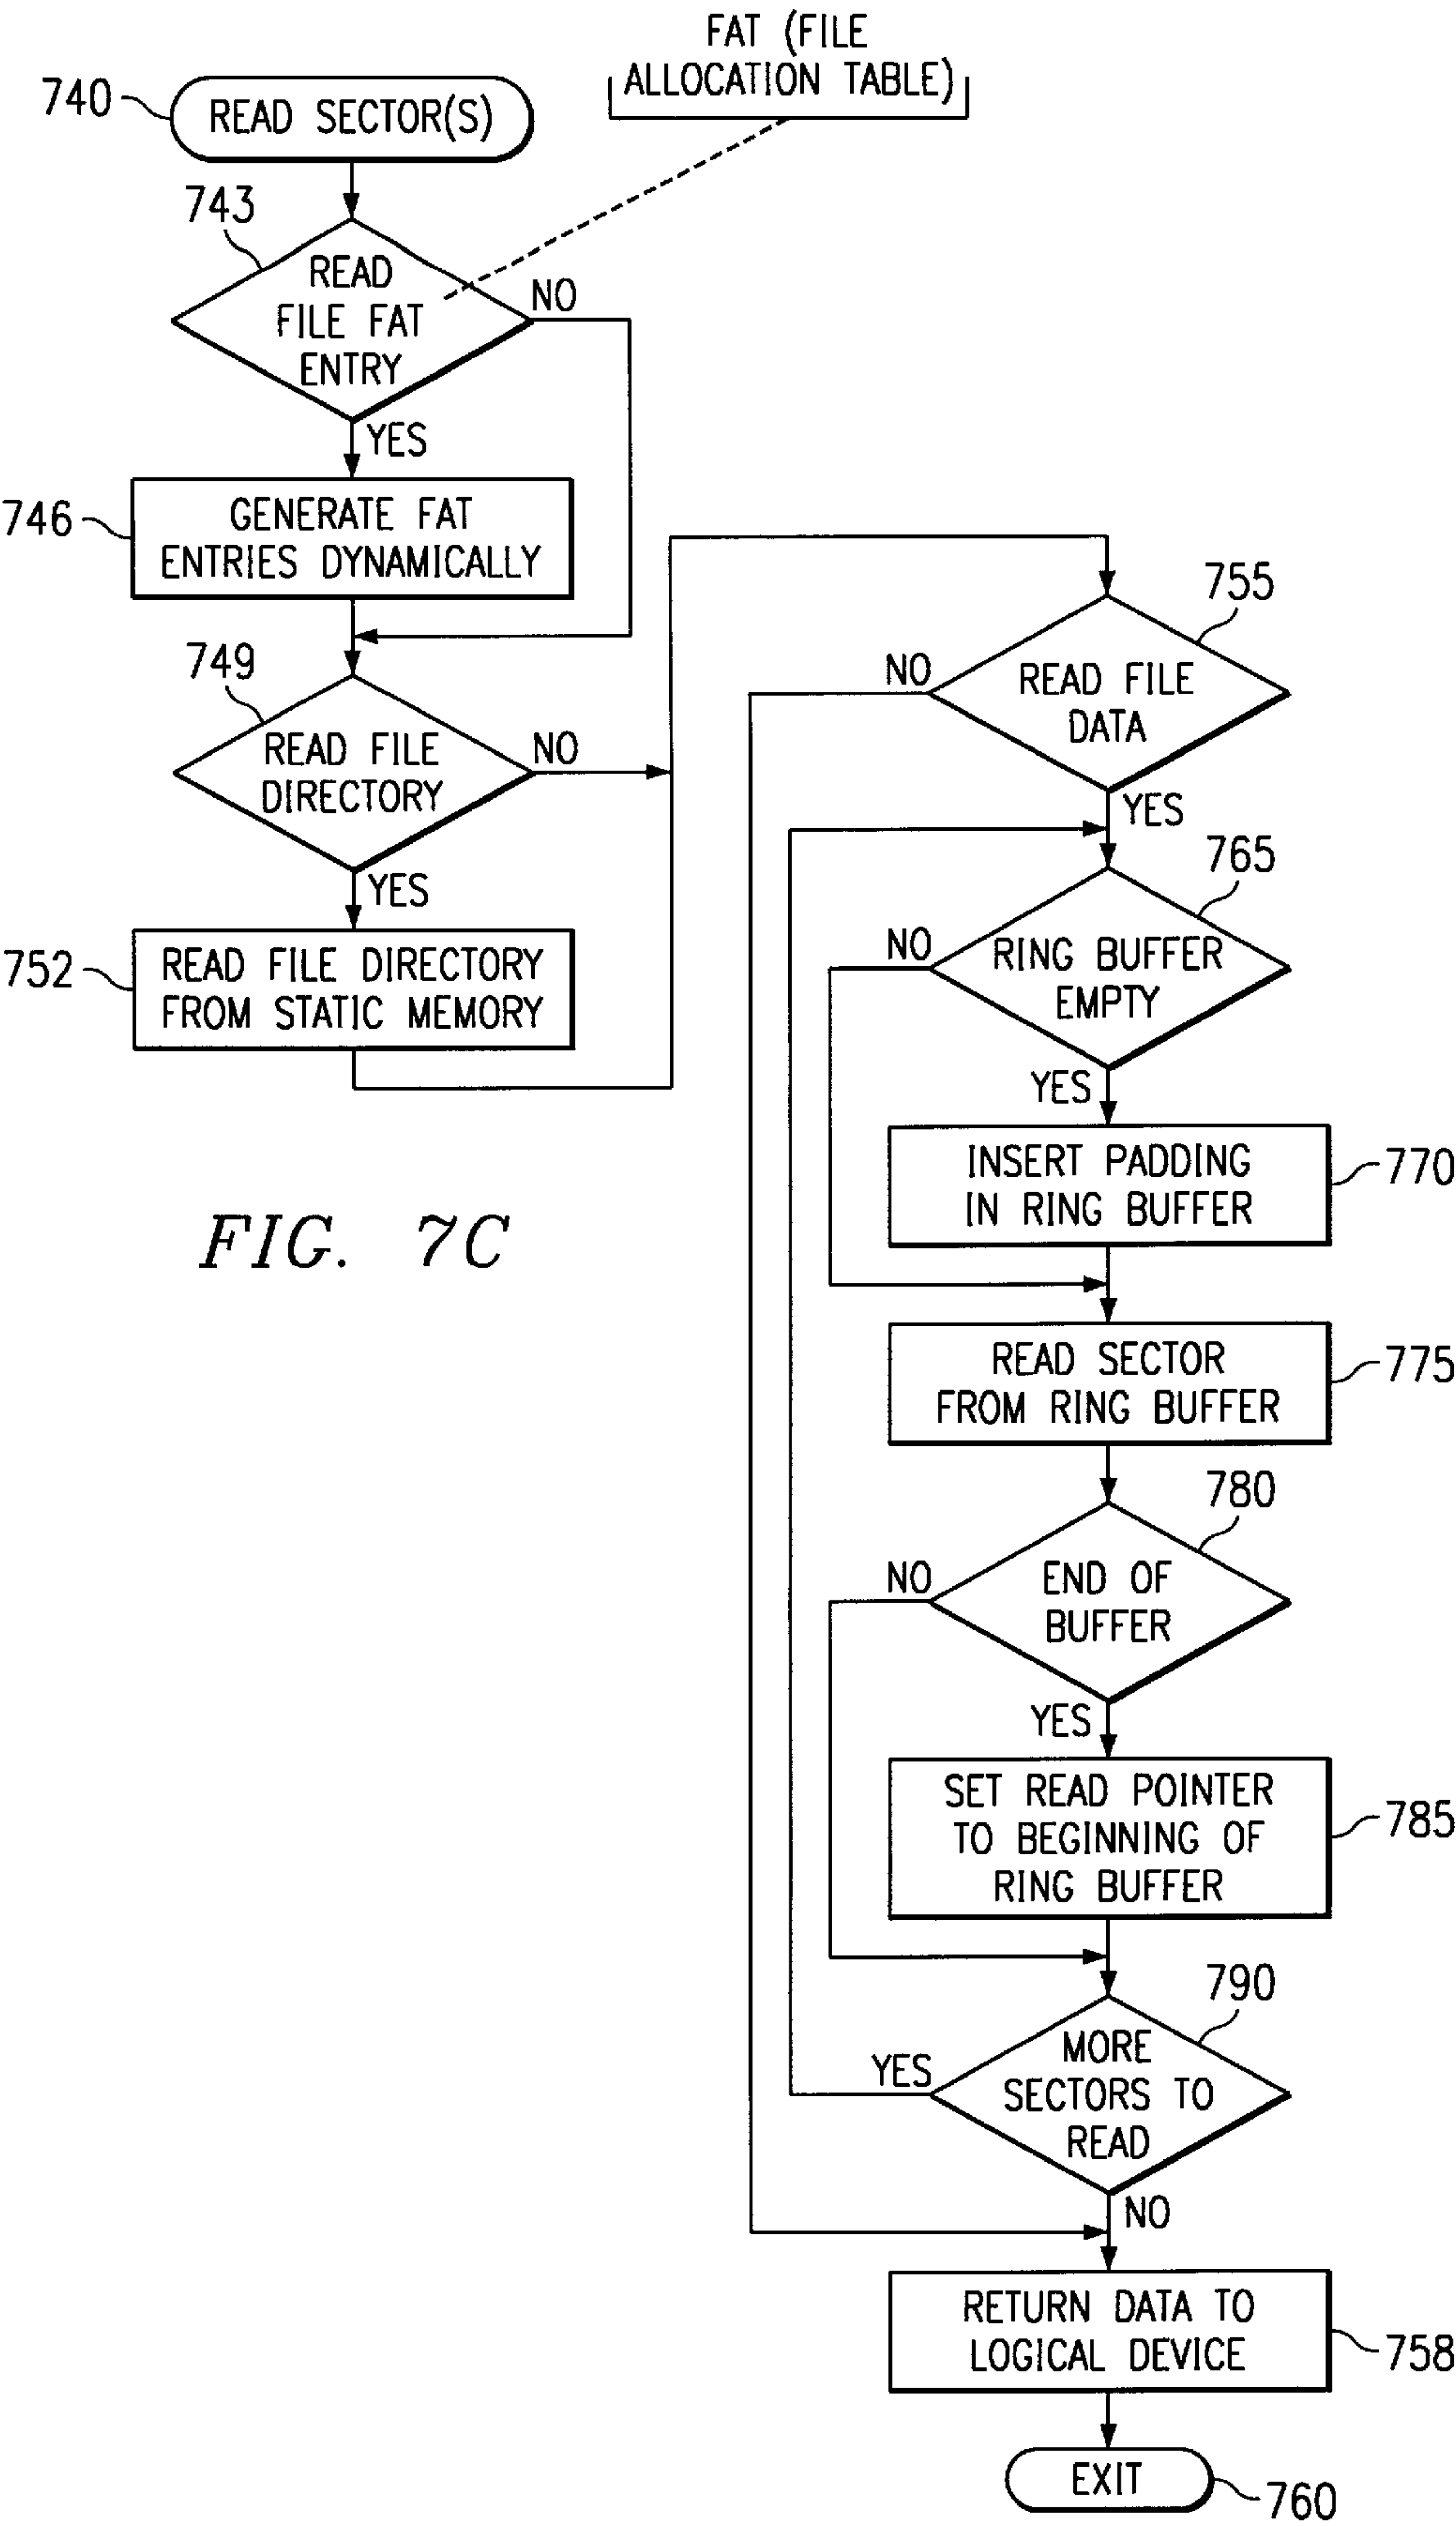 FAT (FILE
ALLOCATION TABLE)
740
READ SECTOR(S)
743
READ
FILE FAT
ENTRY
NO
YES
746
GENERATE FAT
ENTRIES DYNAMICALLY
749
READ FILE
DIRECTORY
NO
YES
752
READ FILE DIRECTORY
FROM STATIC MEMORY
755
READ FILE
DATA
NO
YES
765
RING BUFFER
EMPTY
NO
YES
INSERT PADDING
IN RING BUFFER
770
READ SECTOR
FROM RING BUFFER
775
780
END OF
BUFFER
NO
YES
SET READ POINTER
TO BEGINNING OF
RING BUFFER
785
790
MORE
SECTORS TO
READ
YES
NO
RETURN DATA TO
LOGICAL DEVICE
758
EXIT
760
FIG. 7C